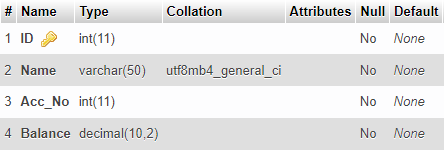 # Name Type Collation Attributes Null Default
1 ID int(11) No None
2 Name varchar(50) utf8mb4_general_ci No None
3 Acc_No int(11) No None
4 Balance decimal(10,2) No None